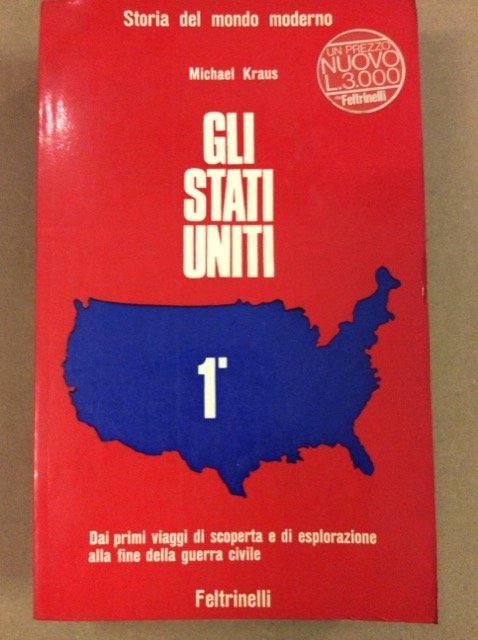 Storia del mondo moderno
Michael Kraus
UN PREZZO
NUOVO
L.3.000
da Feltrinelli
GLI
STATI
UNITI
1°
Dai primi viaggi di scoperta e di esplorazione
alla fine della guerra civile
Feltrinelli